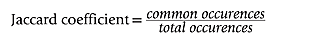 Jaccard coefficient = common occurences
total occurences